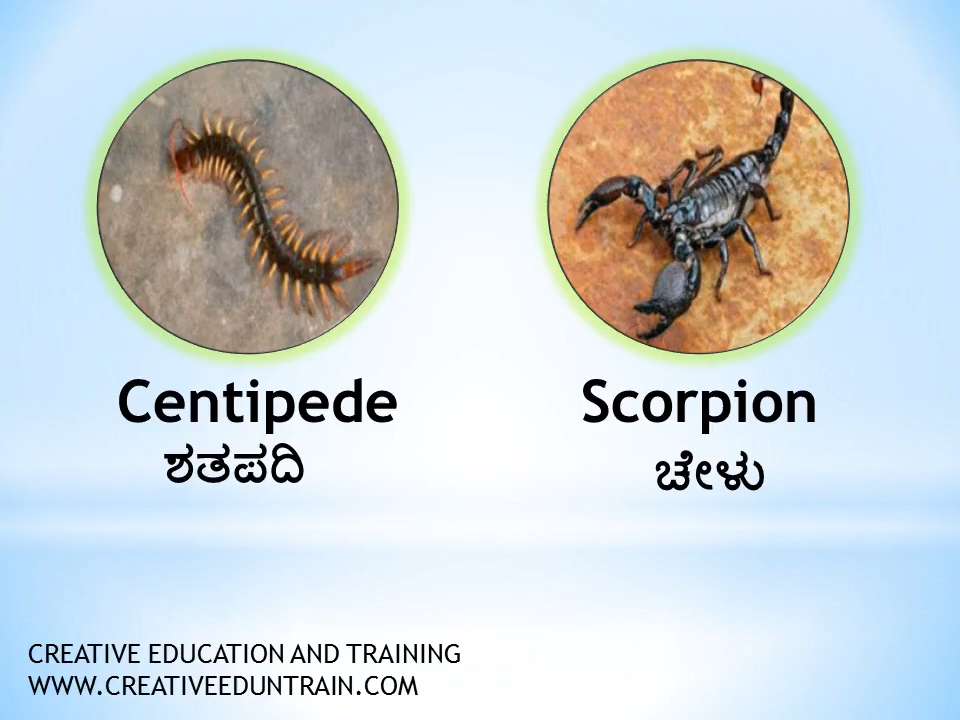 Centipede
ಶತಪದಿ
Scorpion
ಚೇಳು
CREATIVE EDUCATION AND TRAINING
WWW.CREATIVEEDUNTRAIN.COM